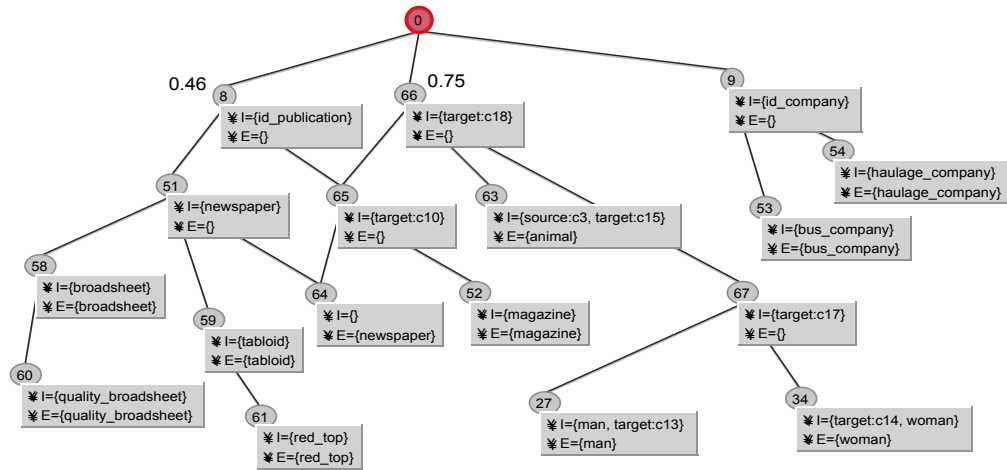 0
0.46
8
¥ I={id_publication}
¥ E={}
66
0.75
¥ I={target:c18}
¥ E={}
9
¥ I={id_company}
¥ E={}
54
¥ I={haulage_company}
¥ E={haulage_company}
51
¥ I={newspaper}
¥ E={}
65
¥ I={target:c10}
¥ E={}
63
¥ I={source:c3, target:c15}
¥ E={animal}
53
¥ I={bus_company}
¥ E={bus_company}
58
¥ I={broadsheet}
¥ E={broadsheet}
59
¥ I={tabloid}
¥ E={tabloid}
64
¥ I={}
¥ E={newspaper}
52
¥ I={magazine}
¥ E={magazine}
67
¥ I={target:c17}
¥ E={}
60
¥ I={quality_broadsheet}
¥ E={quality_broadsheet}
61
¥ I={red_top}
¥ E={red_top}
27
¥ I={man, target:c13}
¥ E={man}
34
¥ I={target:c14, woman}
¥ E={woman}